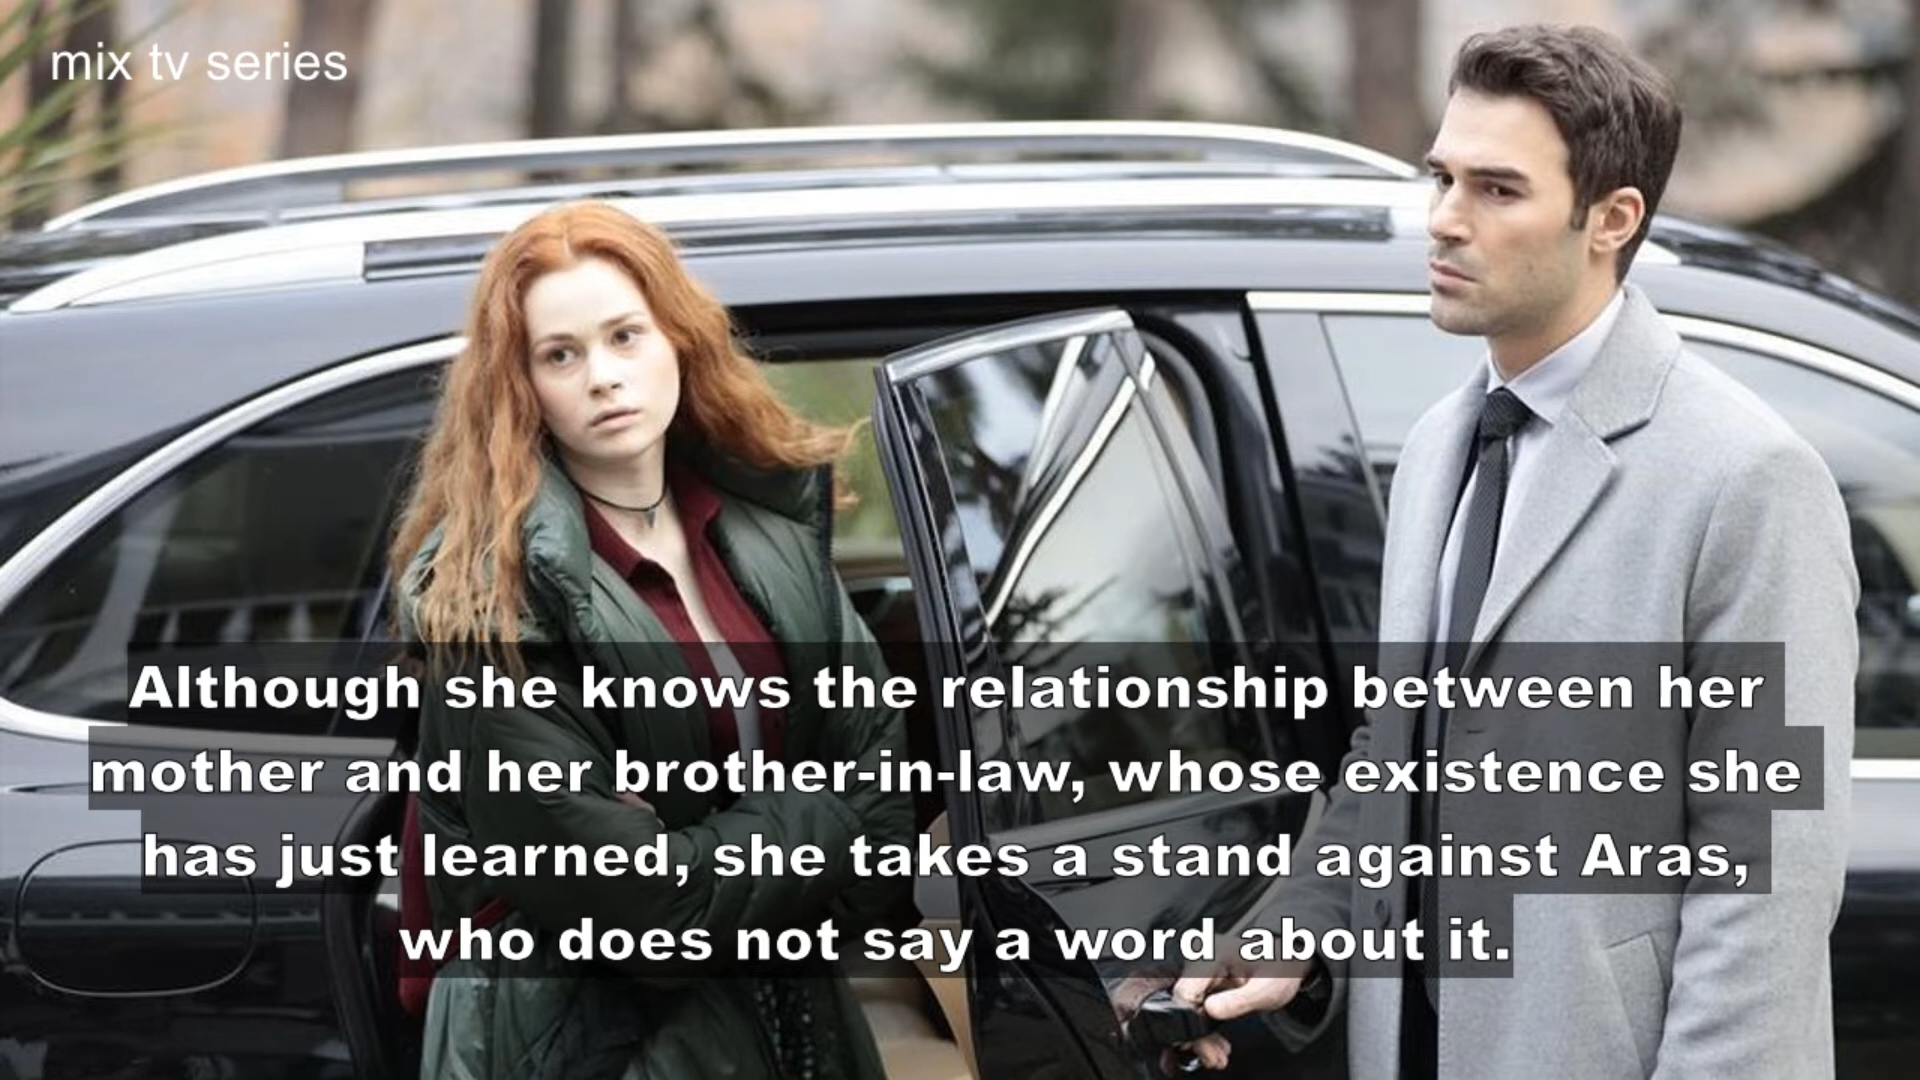 mix tv series
Although she knows the relationship between her
mother and her brother-in-law, whose existence she
has just learned, she takes a stand against Aras,
who does not say a word about it.